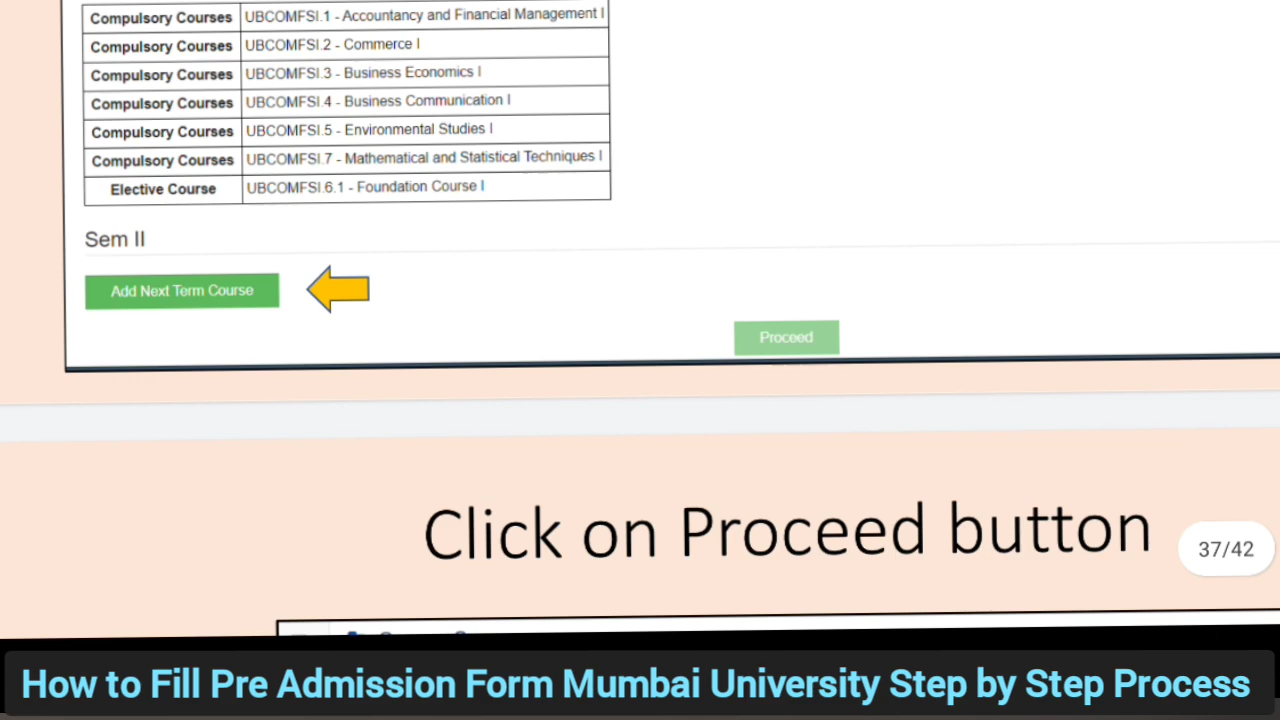 Compulsory Courses UBCOMFSI.1 - Accountancy and Financial Management I
Compulsory Courses UBCOMFSI.2 - Commerce I
Compulsory Courses UBCOMFSI.3 - Business Economics I
Compulsory Courses UBCOMFSI.4 - Business Communication I
Compulsory Courses UBCOMFSI.5 - Environmental Studies I
Compulsory Courses UBCOMFSI.7 - Mathematical and Statistical Techniques I
Elective Course UBCOMFSI.6.1 - Foundation Course I
Sem II
Add Next Term Course
Proceed
Click on Proceed button
37/42
How to Fill Pre Admission Form Mumbai University Step by Step Process